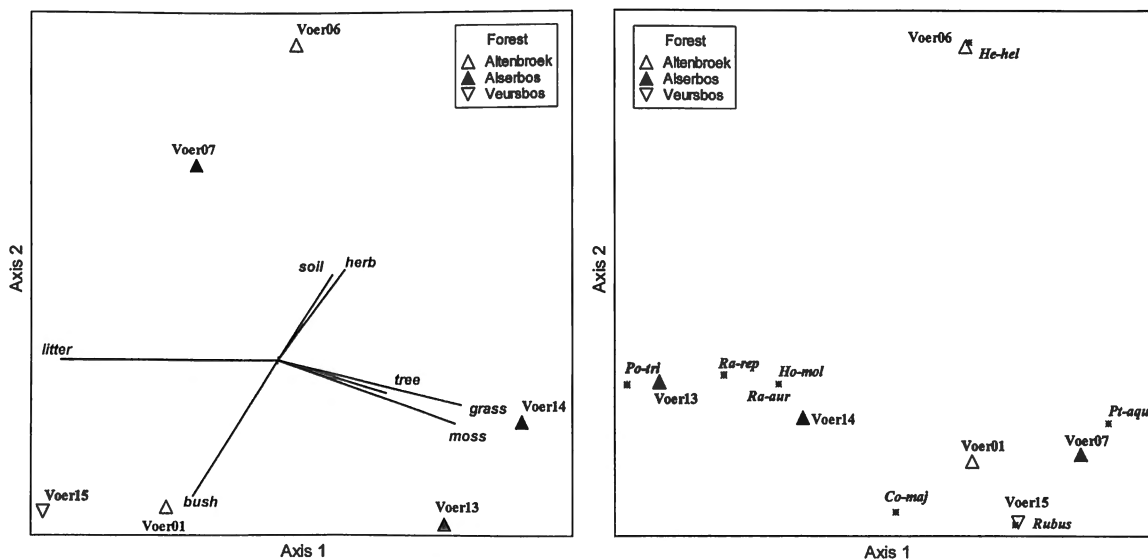 Voer06
Forest
Altenbroek
Alserbos
Veursbos
Voer07
Axis 2
soil
herb
litter
tree
grass
Voer14
moss
bush
Voer15
Voer01
Voer13
Axis 1
Forest
Altenbroek
Alserbos
Veursbos
Voer06
He-hel
Axis 2
Po-tri
Ra-rep
Ho-mol
Voer13
Ra-aur
Voer14
Pt-aqu
Voer01
Voer07
Co-maj
Voer15
Rubus
Axis 1